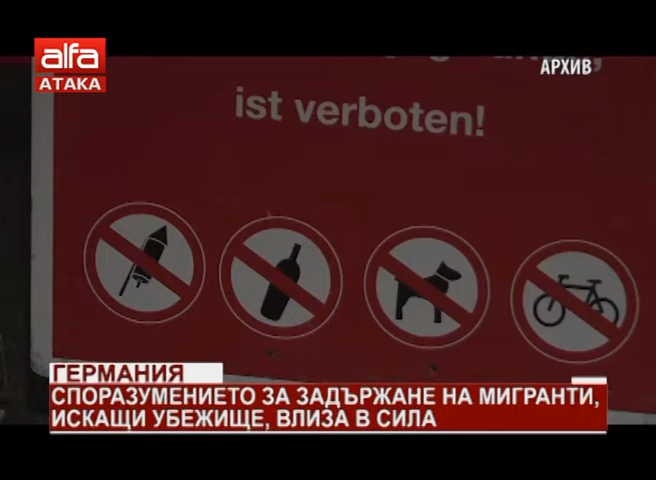 alfa
АТАКА
АРХИВ
ist verboten!
ГЕРМАНИЯ
СПОРАЗУМЕНИЕТО ЗА ЗАДЪРЖАНЕ НА МИГРАНТИ,
ИСКАЩИ УБЕЖИЩЕ, ВЛИЗА В СИЛА